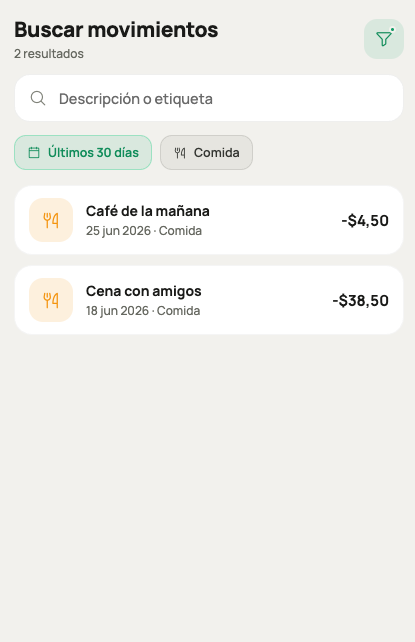 Buscar movimientos
2 resultados
Descripción o etiqueta
Últimos 30 días
Comida
Café de la mañana
-$4,50
25 jun 2026 · Comida
Cena con amigos
-$38,50
18 jun 2026 · Comida